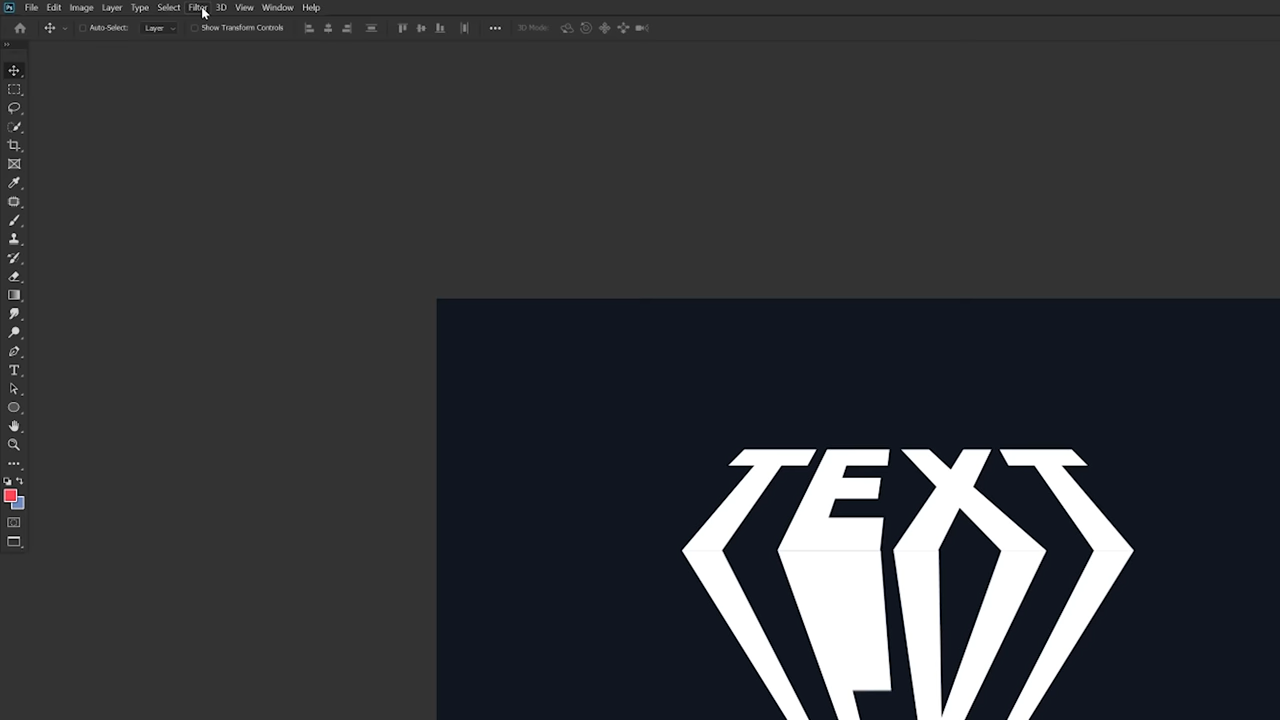 Ps File Edit Image Layer Type Select Filter 3D View Window Help
Auto-Select: Layer Show Transform Controls 3D Mode:
T
TEXT